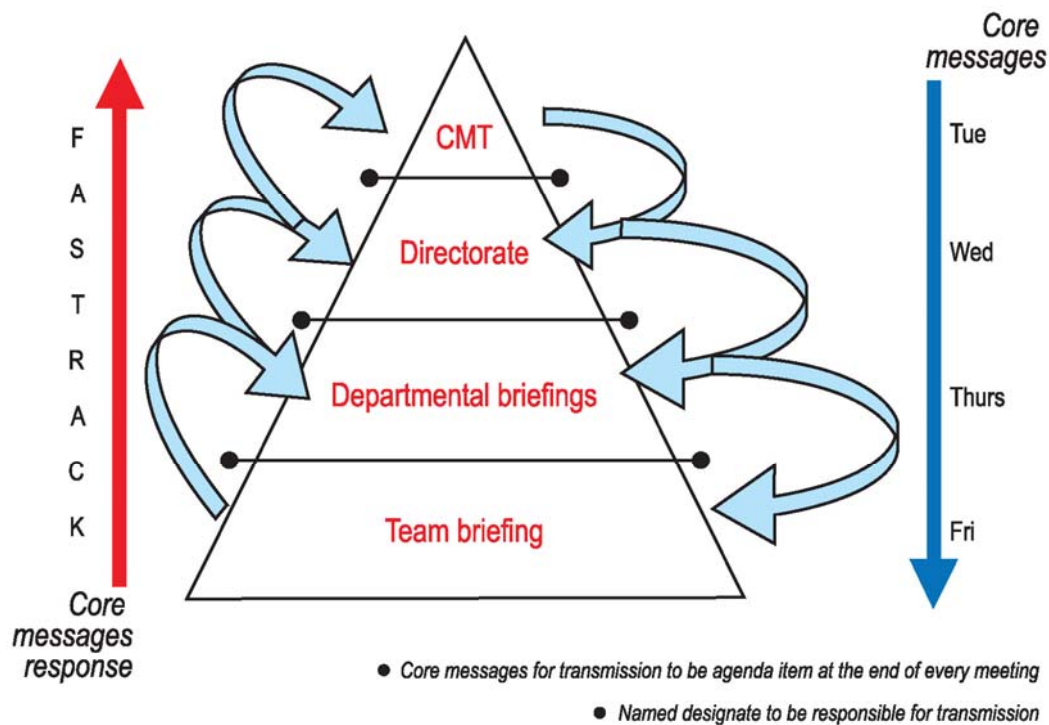 Core
messages
CMT
Tue
Directorate
Wed
Departmental briefings
Thurs
Team briefing
Fri
F
A
S
T
R
A
C
K
Core
messages
response
Core messages for transmission to be agenda item at the end of every meeting
Named designate to be responsible for transmission